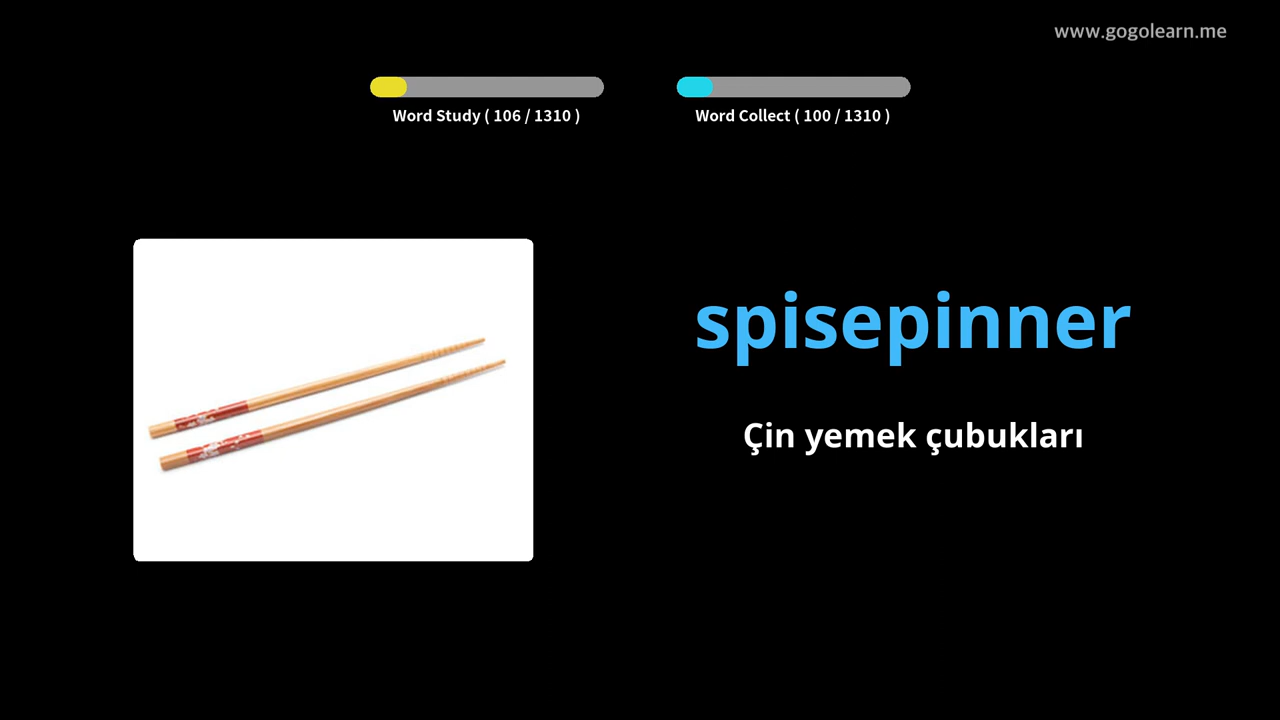 www.gogolearn.me
Word Study ( 106 / 1310 )
Word Collect ( 100 / 1310 )
spisepinner
Çin yemek çubukları